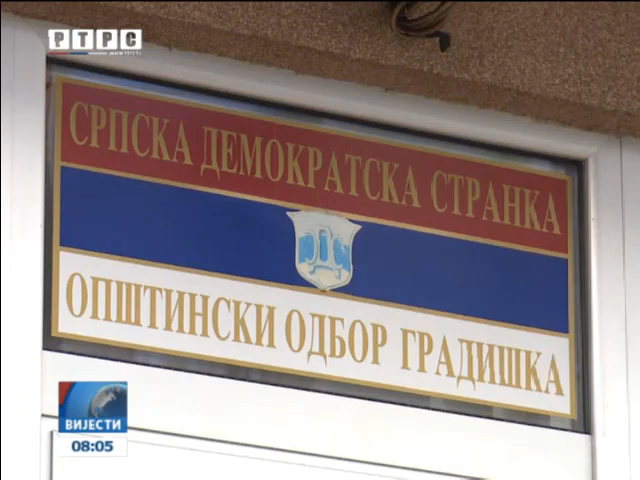 РТРС
СРПСКА ДЕМОКРАТСКА СТРАНКА
ОПШТИНСКИ ОДБОР ГРАДИШКА
ВИЈЕСТИ
08:05